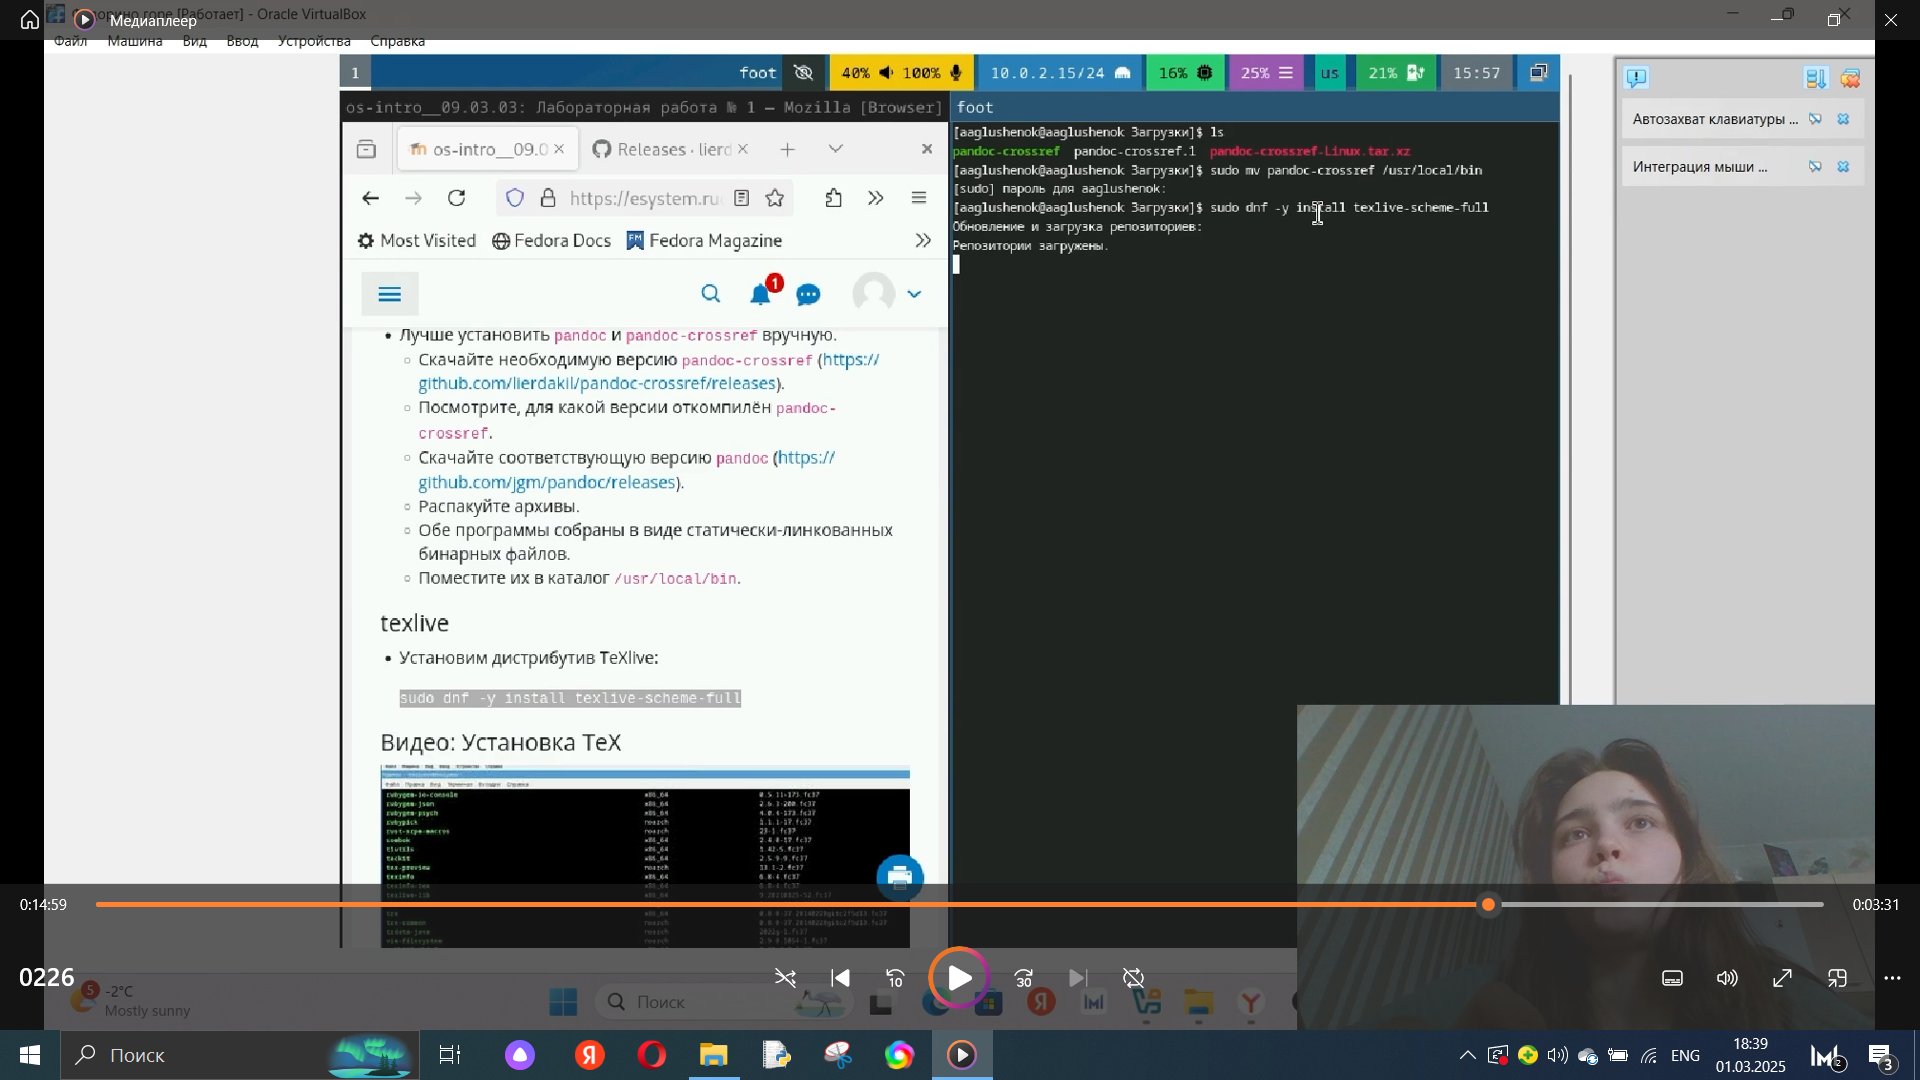 Медиаплеер
[Работает] - Oracle VirtualBox
Файл Машина Вид Ввод Устройства Справка
1
foot
40% 100%
10.0.2.15/24
16%
25%
us
21%
15:57
os-intro__09.03.03: Лабораторная работа № 1 — Mozilla [Browser]
foot
os-intro__09.0
Releases · lierd
https://esystem.ru
Most Visited
Fedora Docs
Fedora Magazine
1
Лучше установить pandoc и pandoc-crossref вручную.
Скачайте необходимую версию pandoc-crossref (https://
github.com/lierdakil/pandoc-crossref/releases).
Посмотрите, для какой версии откомпилён pandoc-
crossref.
Скачайте соответствующую версию pandoc (https://
github.com/jgm/pandoc/releases).
Распакуйте архивы.
Обе программы собраны в виде статически-линкованных
бинарных файлов.
Поместите их в каталог /usr/local/bin.
texlive
Установим дистрибутив TeXlive:
sudo dnf -y install texlive-scheme-full
Видео: Установка TeX
[aaglushenok@aaglushenok Загрузки]$ ls
pandoc-crossref pandoc-crossref.1 pandoc-crossref-Linux.tar.xz
[aaglushenok@aaglushenok Загрузки]$ sudo mv pandoc-crossref /usr/local/bin
[sudo] пароль для aaglushenok:
[aaglushenok@aaglushenok Загрузки]$ sudo dnf -y install texlive-scheme-full
Обновление и загрузка репозиториев:
Репозитории загружены.
Автозахват клавиатуры ...
Интеграция мыши ...
0:14:59
0:03:31
0226
10
30
5
-2°C
Mostly sunny
Поиск
Поиск
ENG
18:39
01.03.2025
2
3